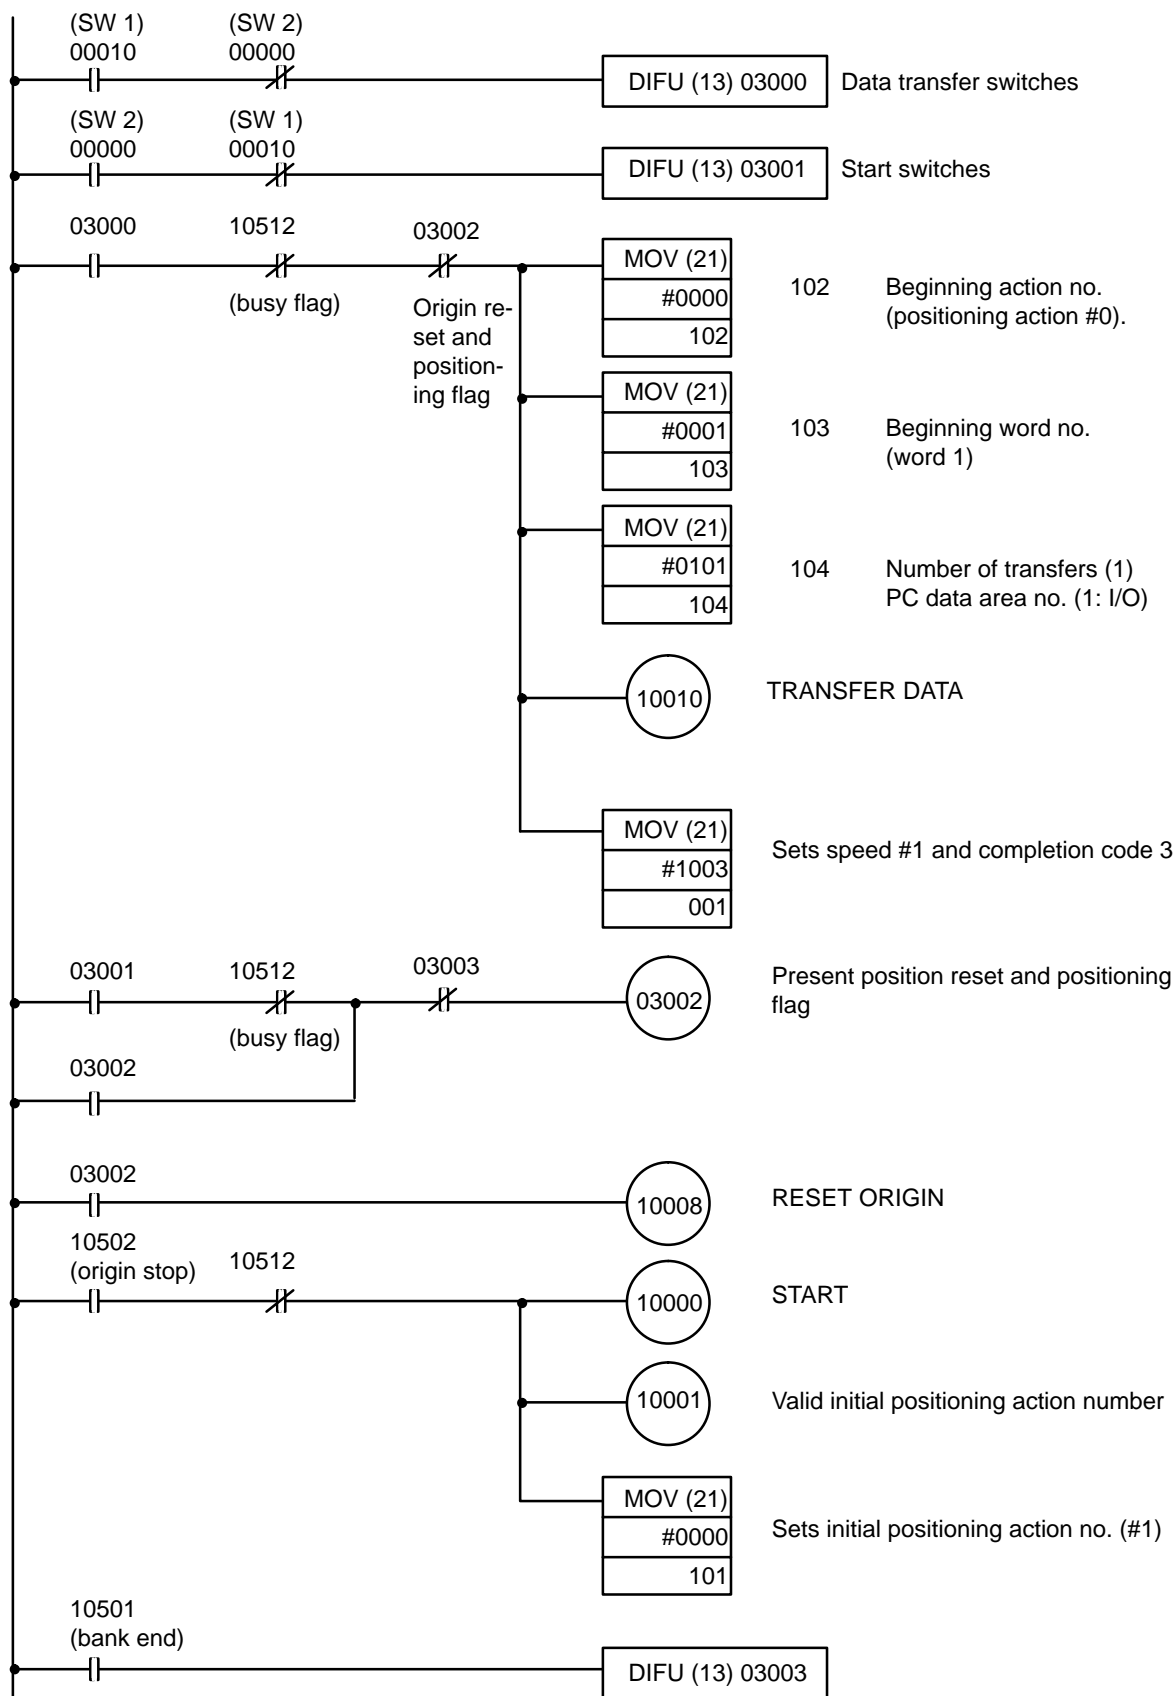 (SW 1)
00010
(SW 2)
00000
DIFU (13) 03000
Data transfer switches
(SW 2)
00000
(SW 1)
00010
DIFU (13) 03001
Start switches
03000
10512
(busy flag)
03002
Origin re-
set and
position-
ing flag
MOV (21)
#0000
102
102
Beginning action no.
(positioning action #0).
MOV (21)
#0001
103
103
Beginning word no.
(word 1)
MOV (21)
#0101
104
104
Number of transfers (1)
PC data area no. (1: I/O)
10010
TRANSFER DATA
MOV (21)
#1003
001
Sets speed #1 and completion code 3
03001
10512
(busy flag)
03003
03002
Present position reset and positioning
flag
03002
03002
10008
RESET ORIGIN
10502
(origin stop)
10512
10000
START
10001
Valid initial positioning action number
MOV (21)
#0000
101
Sets initial positioning action no. (#1)
10501
(bank end)
DIFU (13) 03003